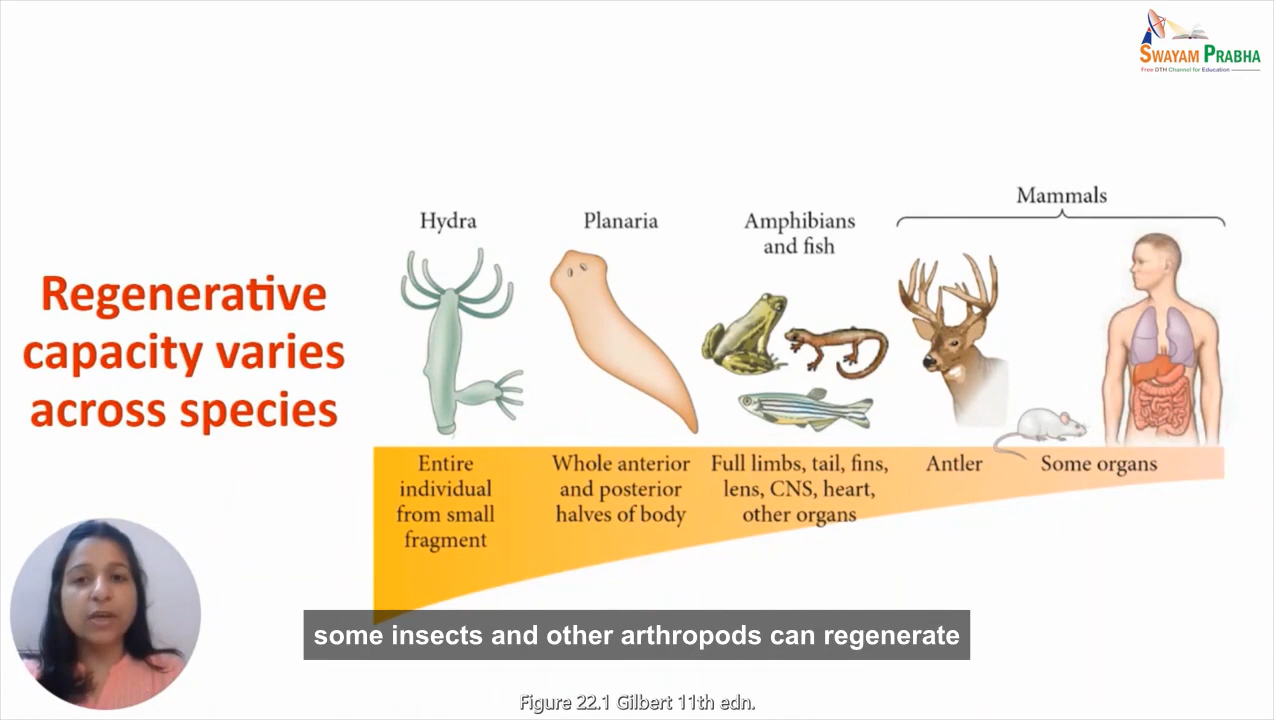 SWAYAM PRABHA
Free DTH Channel for Education
Regenerative
capacity varies
across species
Mammals
Hydra
Planaria
Amphibians
and fish
Entire
individual
from small
fragment
Whole anterior
and posterior
halves of body
Full limbs, tail, fins,
lens, CNS, heart,
other organs
Antler
Some organs
some insects and other arthropods can regenerate
Figure 22.1 Gilbert 11th edn.